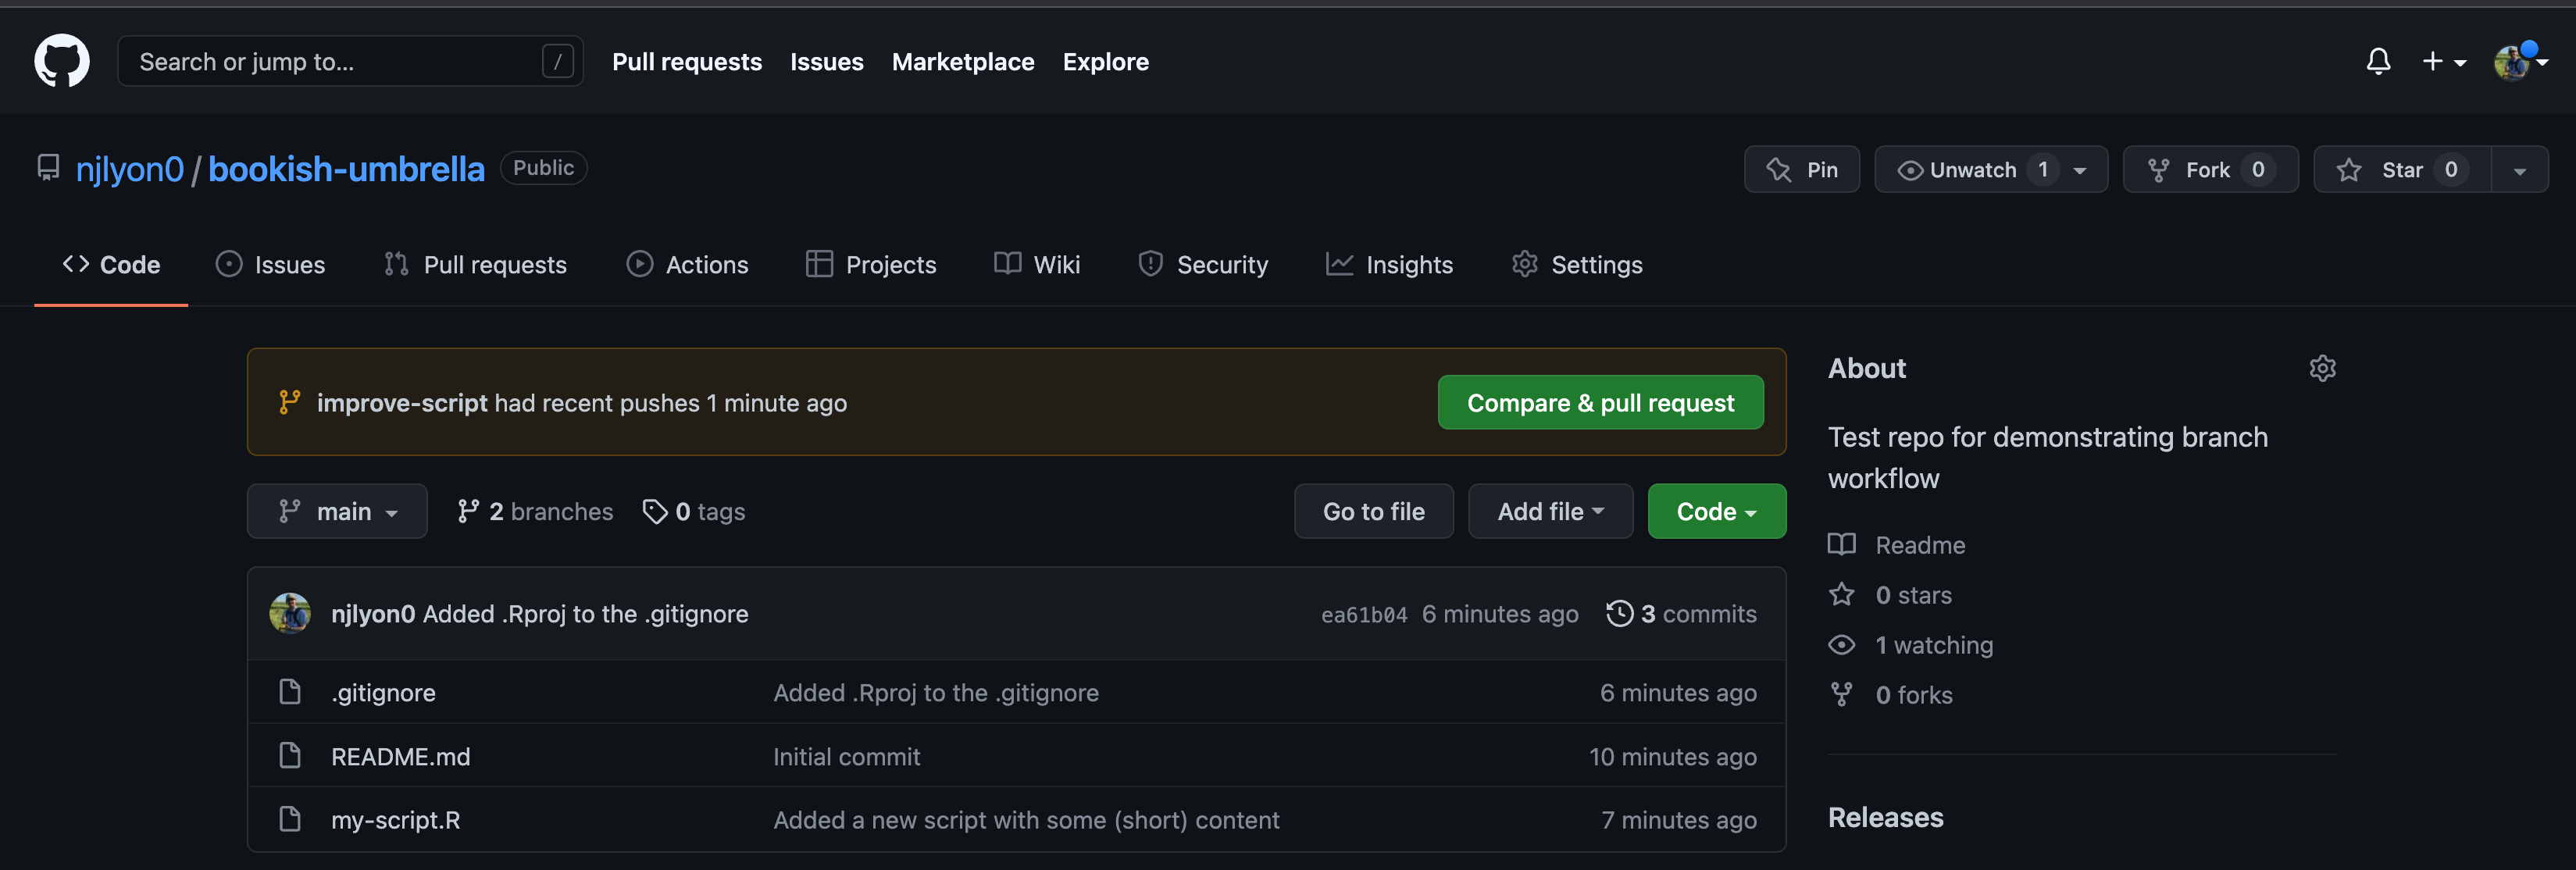 Search or jump to... / Pull requests Issues Marketplace Explore
njlyon0 / bookish-umbrella Public Pin Unwatch 1 Fork 0 Star 0
Code Issues Pull requests Actions Projects Wiki Security Insights Settings
improve-script had recent pushes 1 minute ago Compare & pull request
main 2 branches 0 tags Go to file Add file Code
njlyon0 Added .Rproj to the .gitignore ea61b04 6 minutes ago 3 commits
.gitignore Added .Rproj to the .gitignore 6 minutes ago
README.md Initial commit 10 minutes ago
my-script.R Added a new script with some (short) content 7 minutes ago
About
Test repo for demonstrating branch
workflow
Readme
0 stars
1 watching
0 forks
Releases